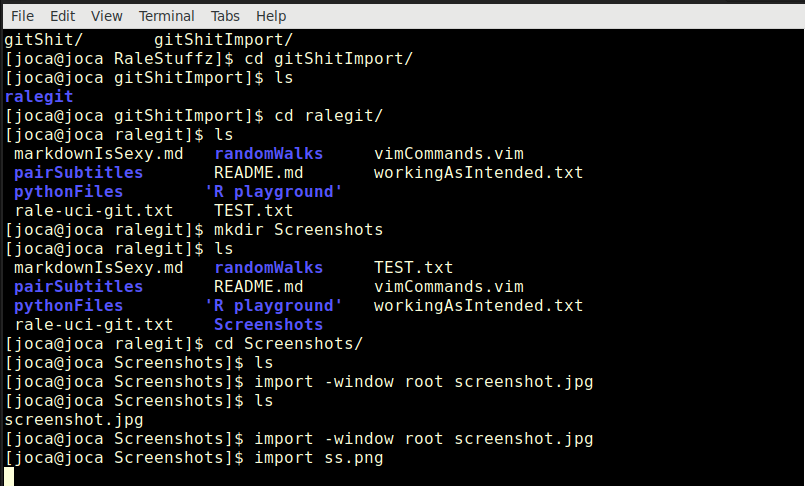 File Edit View Terminal Tabs Help
gitShit/       gitShitImport/
[joca@joca RaleStuffz]$ cd gitShitImport/
[joca@joca gitShitImport]$ ls
ralegit
[joca@joca gitShitImport]$ cd ralegit/
[joca@joca ralegit]$ ls
 markdownIsSexy.md   randomWalks     vimCommands.vim
 pairSubtitles       README.md       workingAsIntended.txt
 pythonFiles        'R playground'
 rale-uci-git.txt    TEST.txt
[joca@joca ralegit]$ mkdir Screenshots
[joca@joca ralegit]$ ls
 markdownIsSexy.md   randomWalks     TEST.txt
 pairSubtitles       README.md       vimCommands.vim
 pythonFiles        'R playground'   workingAsIntended.txt
 rale-uci-git.txt    Screenshots
[joca@joca ralegit]$ cd Screenshots/
[joca@joca Screenshots]$ ls
[joca@joca Screenshots]$ import -window root screenshot.jpg
[joca@joca Screenshots]$ ls
screenshot.jpg
[joca@joca Screenshots]$ import -window root screenshot.jpg
[joca@joca Screenshots]$ import ss.png